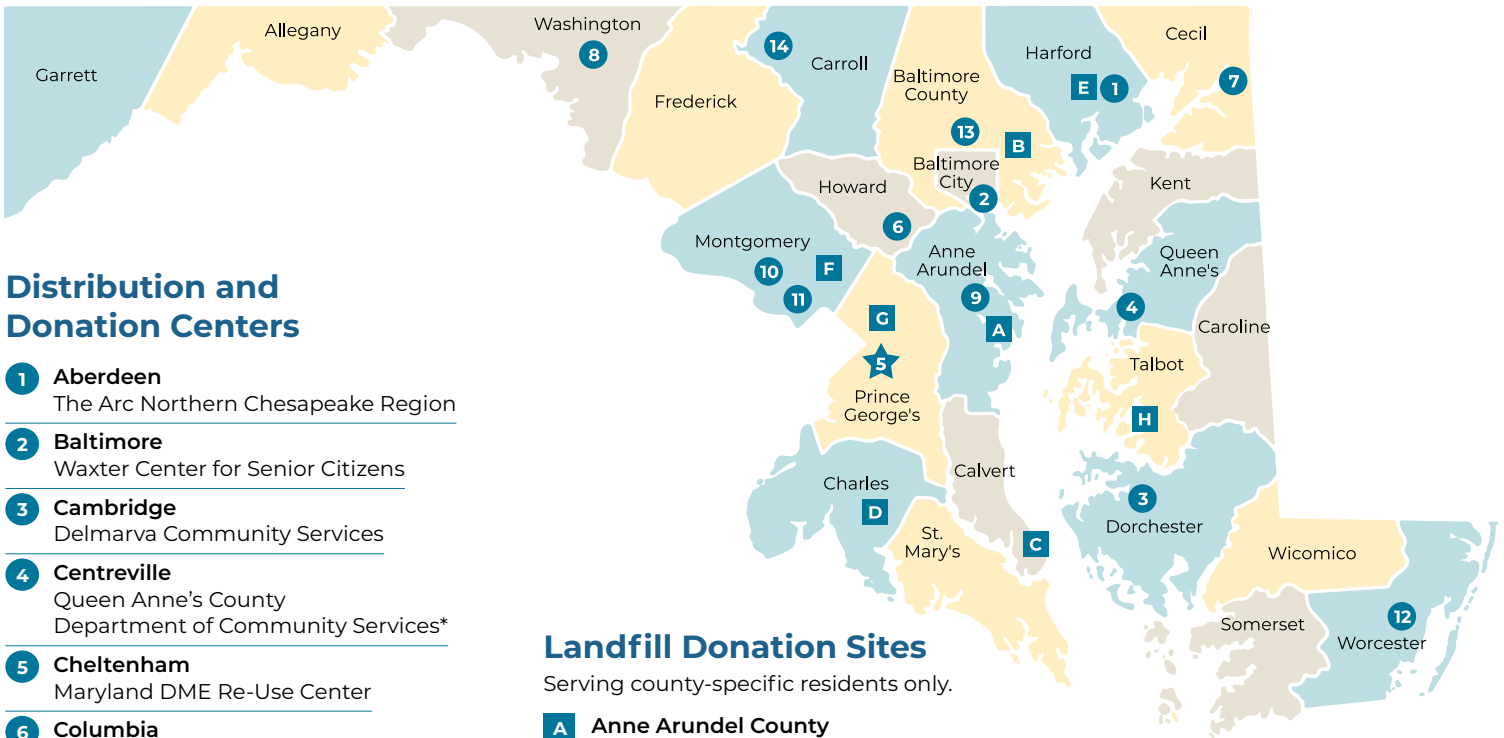 Garrett
Allegany
Washington
8
Frederick
14
Carroll
Baltimore
County
13
B
Baltimore
City
2
Harford
E 1
Cecil
7
Kent
Howard
6
Montgomery
10
F
11
Anne
Arundel
9
A
Queen
Anne's
4
Caroline
G
5
Prince
George's
Talbot
H
Calvert
C
Charles
D
St.
Mary's
3
Dorchester
Wicomico
Somerset
12
Worcester
Distribution and
Donation Centers
1 Aberdeen
The Arc Northern Chesapeake Region
2 Baltimore
Waxter Center for Senior Citizens
3 Cambridge
Delmarva Community Services
4 Centreville
Queen Anne’s County
Department of Community Services*
5 Cheltenham
Maryland DME Re-Use Center
6 Columbia
Landfill Donation Sites
Serving county-specific residents only.
A Anne Arundel County